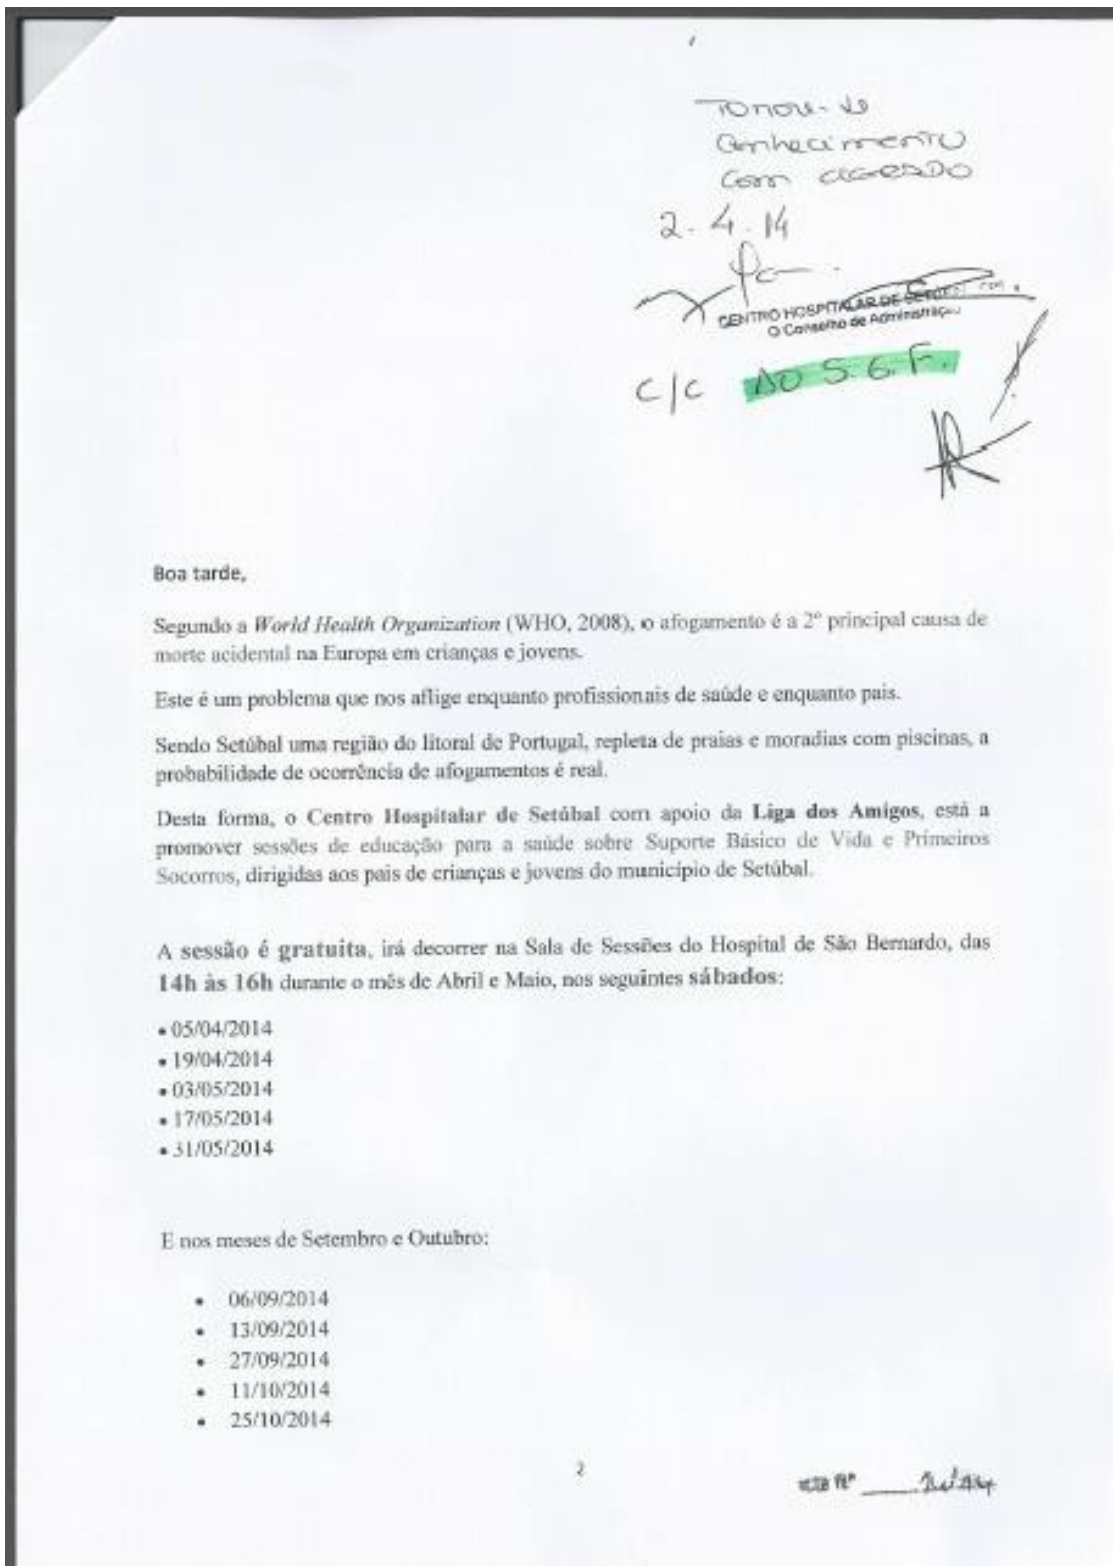 Tomou-se
Conhecimento
com agrado
2.4.14
CENTRO HOSPITALAR DE
O Conselho de Administração
C/C AO S.G.F.
Boa tarde,
Segundo a World Health Organization (WHO, 2008), o afogamento é a 2ª principal causa de
morte acidental na Europa em crianças e jovens.
Este é um problema que nos aflige enquanto profissionais de saúde e enquanto pais.
Sendo Setúbal uma região do litoral de Portugal, repleta de praias e moradias com piscinas, a
probabilidade de ocorrência de afogamentos é real.
Desta forma, o Centro Hospitalar de Setúbal com apoio da Liga dos Amigos, está a
promover sessões de educação para a saúde sobre Suporte Básico de Vida e Primeiros
Socorros, dirigidas aos pais de crianças e jovens do município de Setúbal.
A sessão é gratuita, irá decorrer na Sala de Sessões do Hospital de São Bernardo, das
14h às 16h durante o mês de Abril e Maio, nos seguintes sábados:
• 05/04/2014
• 19/04/2014
• 03/05/2014
• 17/05/2014
• 31/05/2014
E nos meses de Setembro e Outubro:
• 06/09/2014
• 13/09/2014
• 27/09/2014
• 11/10/2014
• 25/10/2014
2